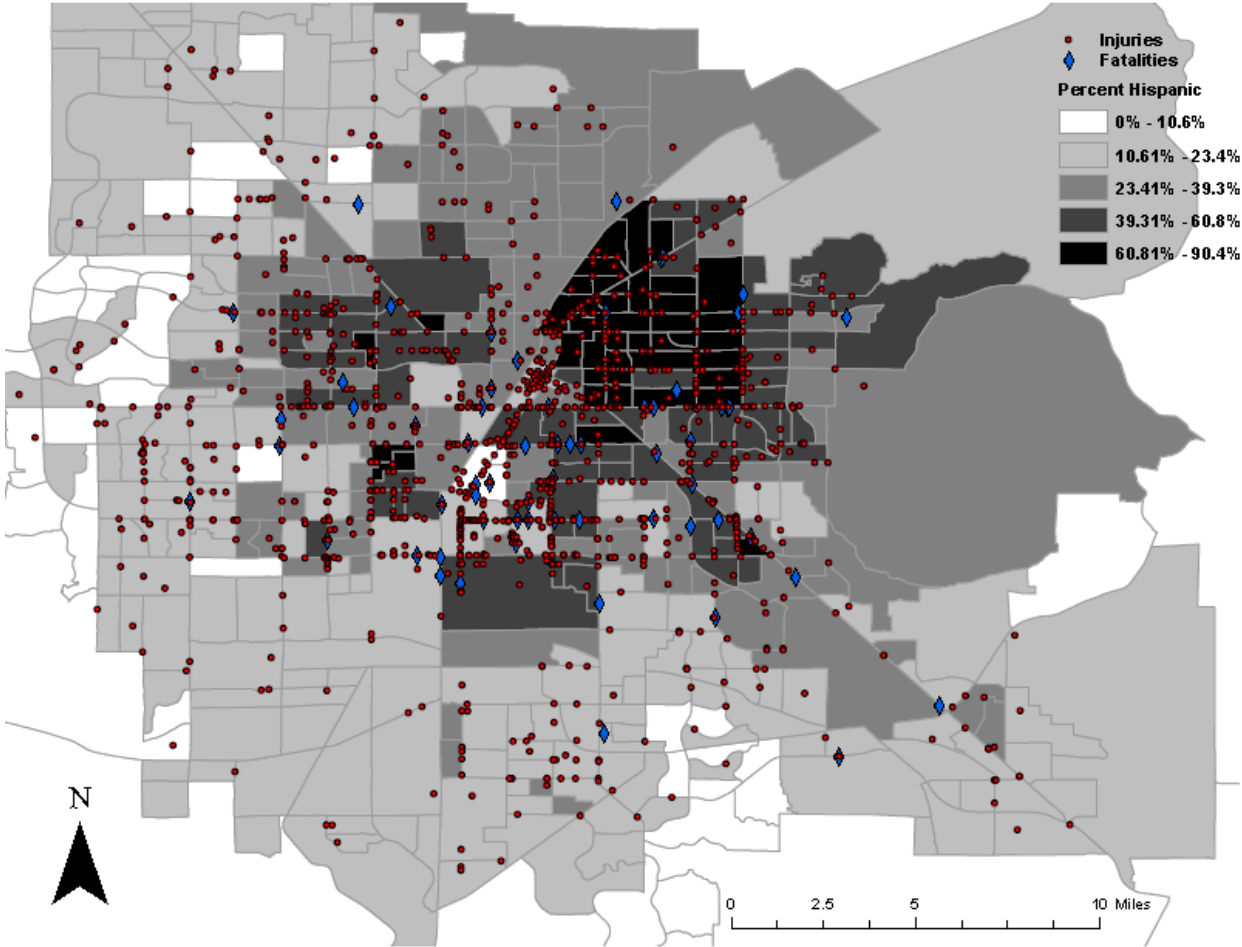 Injuries
Fatalities
Percent Hispanic
0% - 10.6%
10.61% - 23.4%
23.41% - 39.3%
39.31% - 60.8%
60.81% - 90.4%
N
0 2.5 5 10 Miles